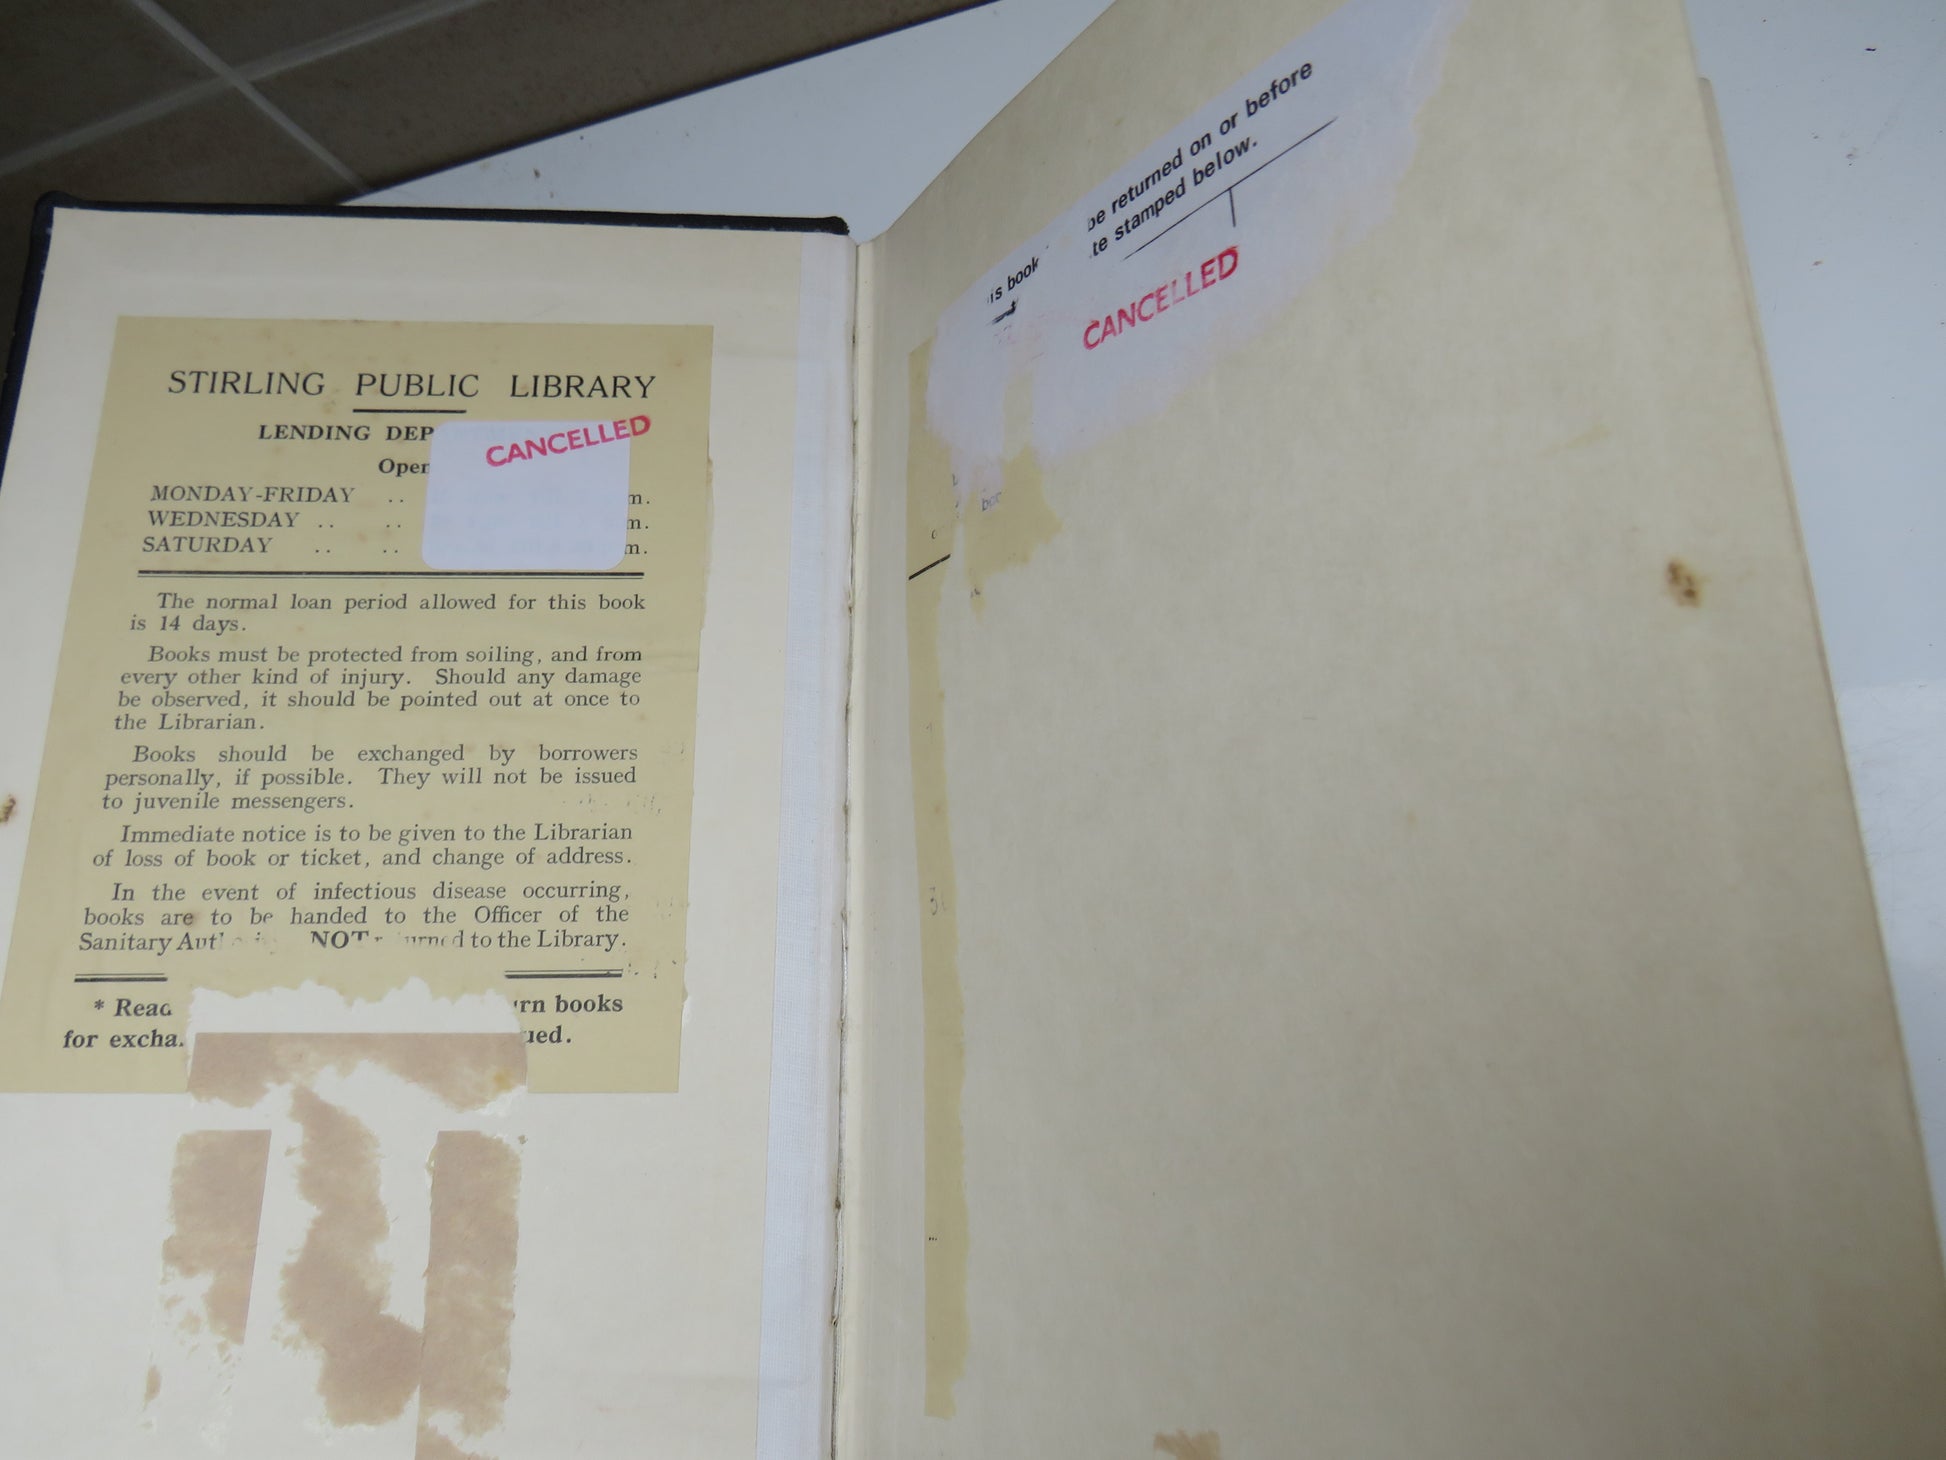 STIRLING PUBLIC LIBRARY
LENDING DEP
CANCELLED
Open
MONDAY-FRIDAY .. m.
WEDNESDAY .. .. m.
SATURDAY .. .. m.
The normal loan period allowed for this book
is 14 days.
Books must be protected from soiling, and from
every other kind of injury. Should any damage
be observed, it should be pointed out at once to
the Librarian.
Books should be exchanged by borrowers
personally, if possible. They will not be issued
to juvenile messengers.
Immediate notice is to be given to the Librarian
of loss of book or ticket, and change of address.
In the event of infectious disease occurring,
books are to be handed to the Officer of the
Sanitary Aut NOT urned to the Library.
* Read urn books
for excha ued.
is book be returned on or before
te stamped below.
CANCELLED